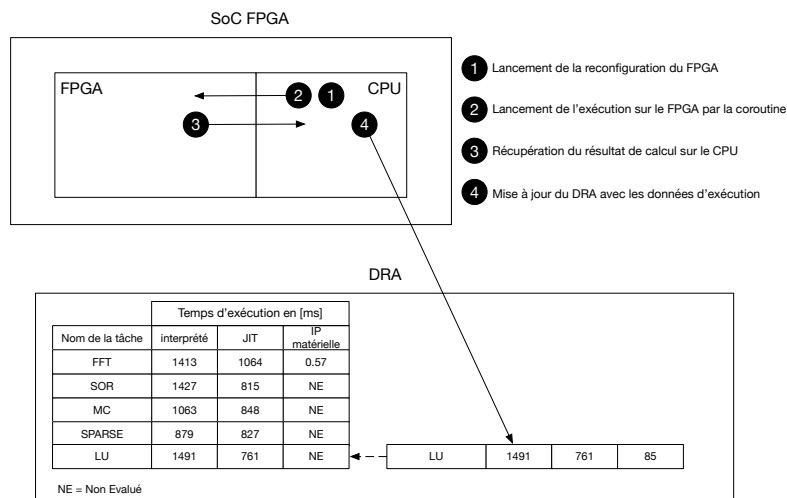 SoC FPGA
FPGA
CPU
2
1
3
4
1 Lancement de la reconfiguration du FPGA
2 Lancement de l'exécution sur le FPGA par la coroutine
3 Récupération du résultat de calcul sur le CPU
4 Mise à jour du DRA avec les données d'exécution
DRA
Temps d'exécution en [ms]
Nom de la tâche interprété JIT IP matérielle
FFT 1413 1064 0.57
SOR 1427 815 NE
MC 1063 848 NE
SPARSE 879 827 NE
LU 1491 761 NE
LU 1491 761 85
NE = Non Evalué